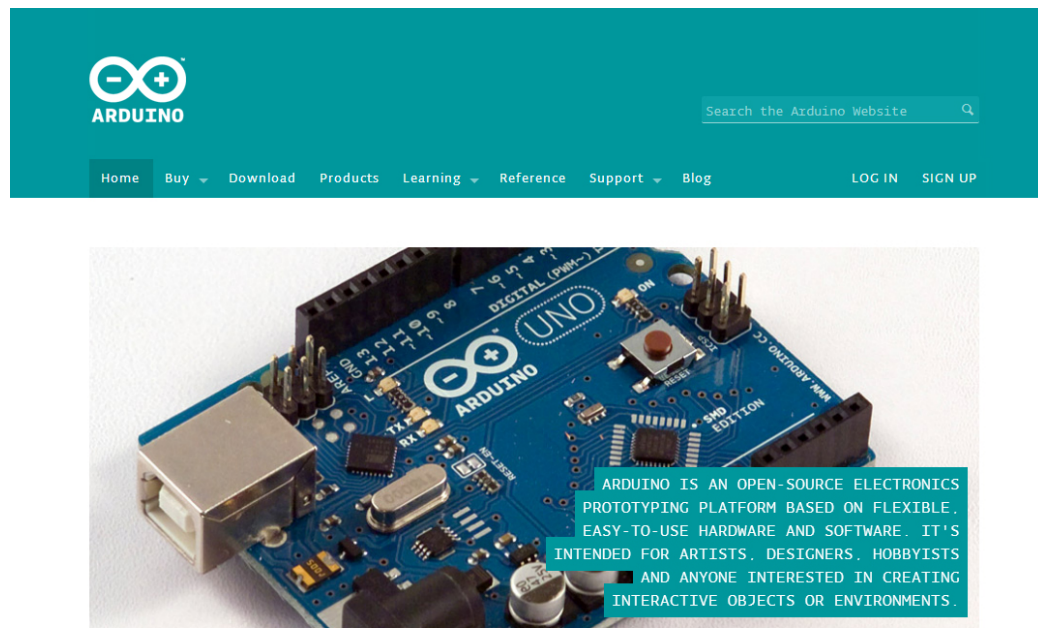 ARDUINO
Search the Arduino Website
Home Buy Download Products Learning Reference Support Blog LOG IN SIGN UP
ON
DIGITAL (PWM~)
UNO
ICSP
7 ~6 ~5 4 ~3
AREF
GND
13
12
~11
~10
~9
8
L
TX
RX
ARDUINO
RESET
WWW.ARDUINO.CC
SMD
EDITION
RESET-EN
ARDUINO IS AN OPEN-SOURCE ELECTRONICS
PROTOTYPING PLATFORM BASED ON FLEXIBLE,
EASY-TO-USE HARDWARE AND SOFTWARE. IT'S
INTENDED FOR ARTISTS, DESIGNERS, HOBBYISTS
AND ANYONE INTERESTED IN CREATING
INTERACTIVE OBJECTS OR ENVIRONMENTS.